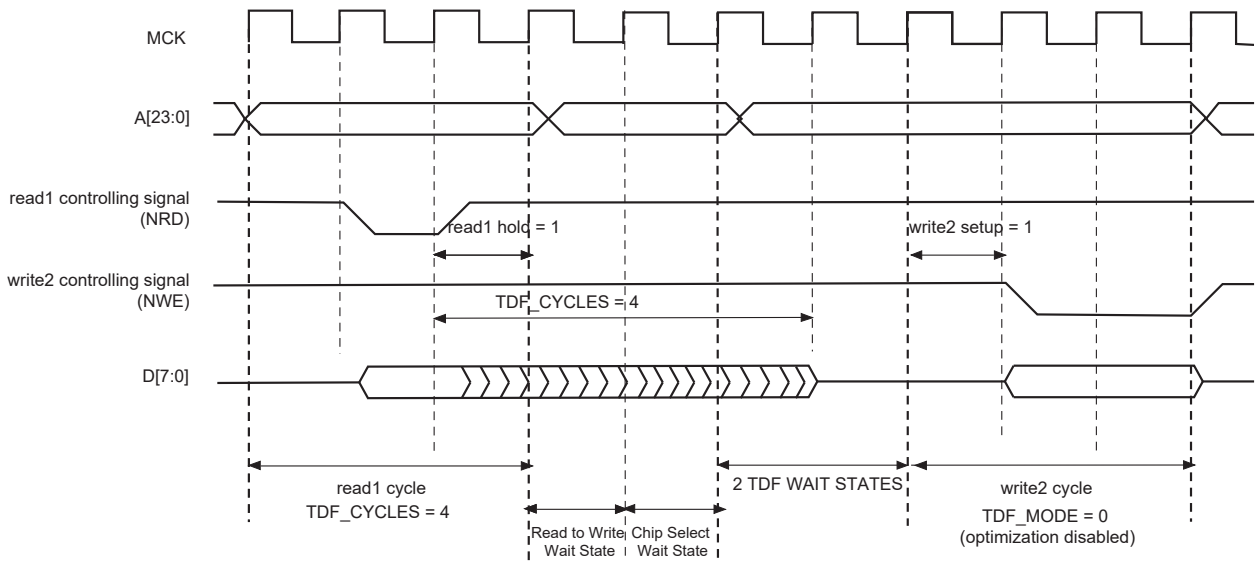 MCK
A[23:0]
read1 controlling signal
(NRD)
read1 hold = 1
write2 setup = 1
write2 controlling signal
(NWE)
TDF_CYCLES = 4
D[7:0]
read1 cycle
TDF_CYCLES = 4
Read to Write
Wait State
Chip Select
Wait State
2 TDF WAIT STATES
write2 cycle
TDF_MODE = 0
(optimization disabled)